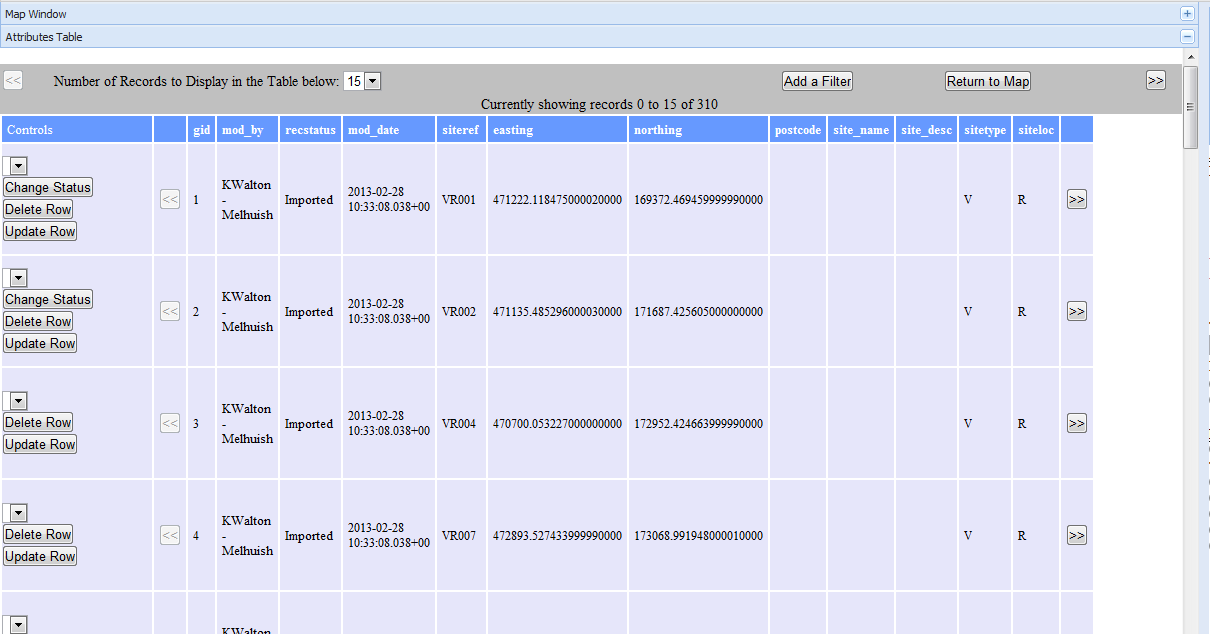 Map Window
Attributes Table
<< Number of Records to Display in the Table below: 15 Add a Filter Return to Map >>
Currently showing records 0 to 15 of 310
Controls gid mod_by recstatus mod_date siteref easting northing postcode site_name site_desc sitetype siteloc
Change Status
Delete Row
Update Row
<< 1 KWalton - Melhuish Imported 2013-02-28 10:33:08.038+00 VR001 471222.118475000020000 169372.469459999990000 V R >>
Change Status
Delete Row
Update Row
<< 2 KWalton - Melhuish Imported 2013-02-28 10:33:08.038+00 VR002 471135.485296000030000 171687.425605000000000 V R >>
Delete Row
Update Row
<< 3 KWalton - Melhuish Imported 2013-02-28 10:33:08.038+00 VR004 470700.053227000000000 172952.424663999990000 V R >>
Delete Row
Update Row
<< 4 KWalton - Melhuish Imported 2013-02-28 10:33:08.038+00 VR007 472893.527433999990000 173068.991948000010000 V R >>
KWalton